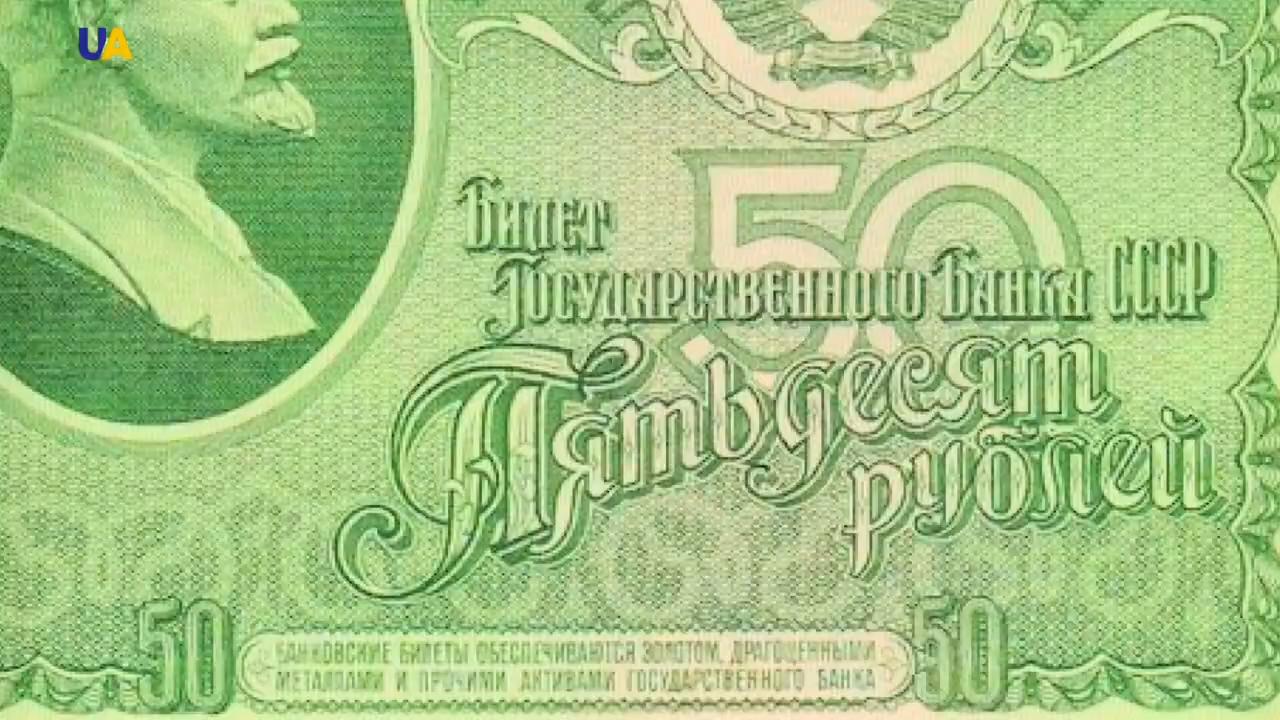 UA
50
Билет
Государственного Банка СССР
Пятьдесят
рублей
50
БАНКОВСКИЕ БИЛЕТЫ ОБЕСПЕЧИВАЮТСЯ ЗОЛОТОМ, ДРАГОЦЕННЫМИ
МЕТАЛЛАМИ И ПРОЧИМИ АКТИВАМИ ГОСУДАРСТВЕННОГО БАНКА
50